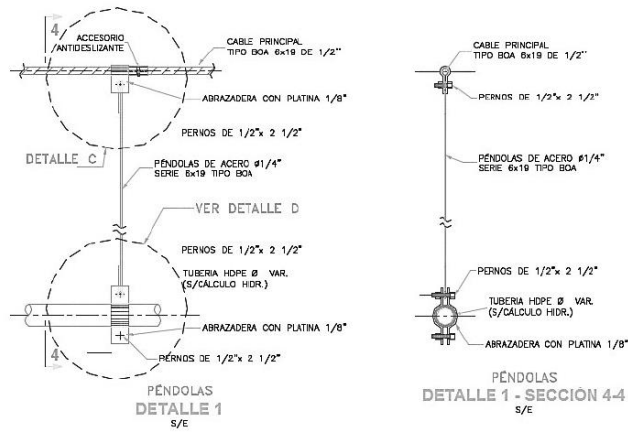 4
ACCESORIO
ANTIDESLIZANTE
CABLE PRINCIPAL
TIPO BOA 6x19 DE 1/2"
ABRAZADERA CON PLATINA 1/8"
PERNOS DE 1/2"x 2 1/2"
DETALLE C
PÉNDOLAS DE ACERO Ø1/4"
SERIE 6x19 TIPO BOA
VER DETALLE D
PERNOS DE 1/2"x 2 1/2"
TUBERIA HDPE Ø VAR.
(S/CÁLCULO HIDR.)
ABRAZADERA CON PLATINA 1/8"
4
PERNOS DE 1/2"x 2 1/2"
PÉNDOLAS
DETALLE 1
S/E
CABLE PRINCIPAL
TIPO BOA 6x19 DE 1/2"
PERNOS DE 1/2"x 2 1/2"
PÉNDOLAS DE ACERO Ø1/4"
SERIE 6x19 TIPO BOA
PERNOS DE 1/2"x 2 1/2"
TUBERIA HDPE Ø VAR.
(S/CÁLCULO HIDR.)
ABRAZADERA CON PLATINA 1/8"
PÉNDOLAS
DETALLE 1 - SECCIÓN 4-4
S/E